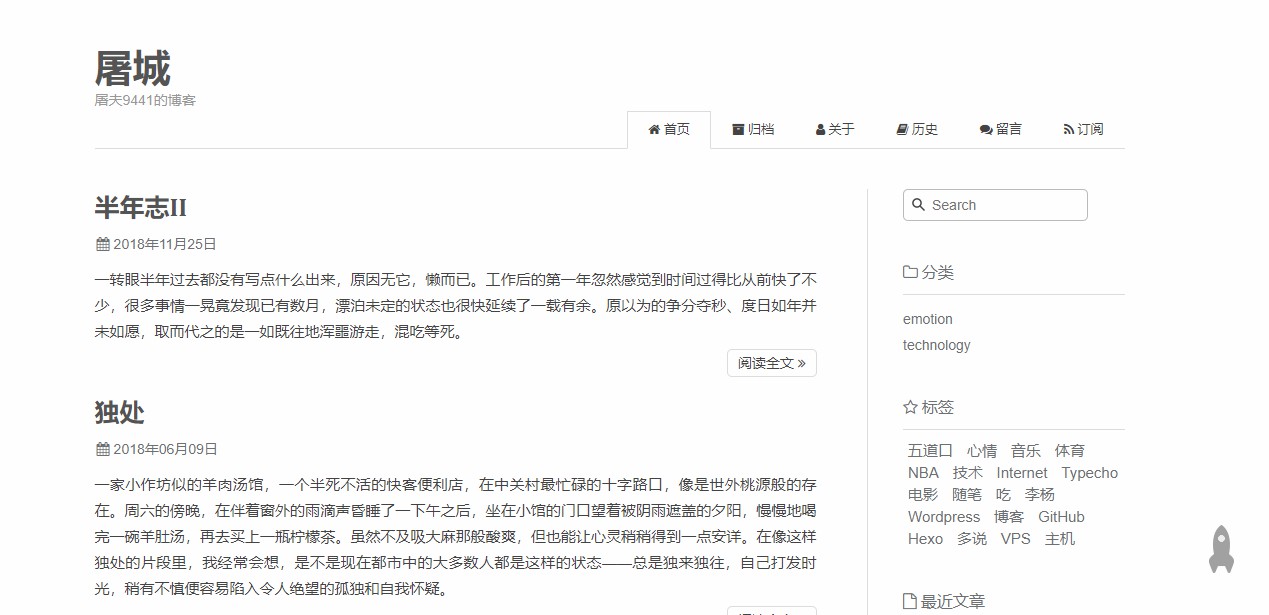 屠城
屠夫9441的博客
首页 归档 关于 历史 留言 订阅
半年志II
2018年11月25日
一转眼半年过去都没有写点什么出来，原因无它，懒而已。工作后的第一年忽然感觉到时间过得比从前快了不
少，很多事情一晃竟发现已有数月，漂泊未定的状态也很快延续了一载有余。原以为的争分夺秒、度日如年并
未如愿，取而代之的是一如既往地浑噩游走，混吃等死。
阅读全文 »
独处
2018年06月09日
一家小作坊似的羊肉汤馆，一个半死不活的快客便利店，在中关村最忙碌的十字路口，像是世外桃源般的存
在。周六的傍晚，在伴着窗外的雨滴声昏睡了一下午之后，坐在小馆的门口望着被阴雨遮盖的夕阳，慢慢地喝
完一碗羊肚汤，再去买上一瓶柠檬茶。虽然不及吸大麻那般酸爽，但也能让心灵稍稍得到一点安详。在像这样
独处的片段里，我经常会想，是不是现在都市中的大多数人都是这样的状态——总是独来独往，自己打发时
光，稍有不慎便容易陷入令人绝望的孤独和自我怀疑。
Search
分类
emotion
technology
标签
五道口 心情 音乐 体育
NBA 技术 Internet Typecho
电影 随笔 吃 李杨
Wordpress 博客 GitHub
Hexo 多说 VPS 主机
最近文章